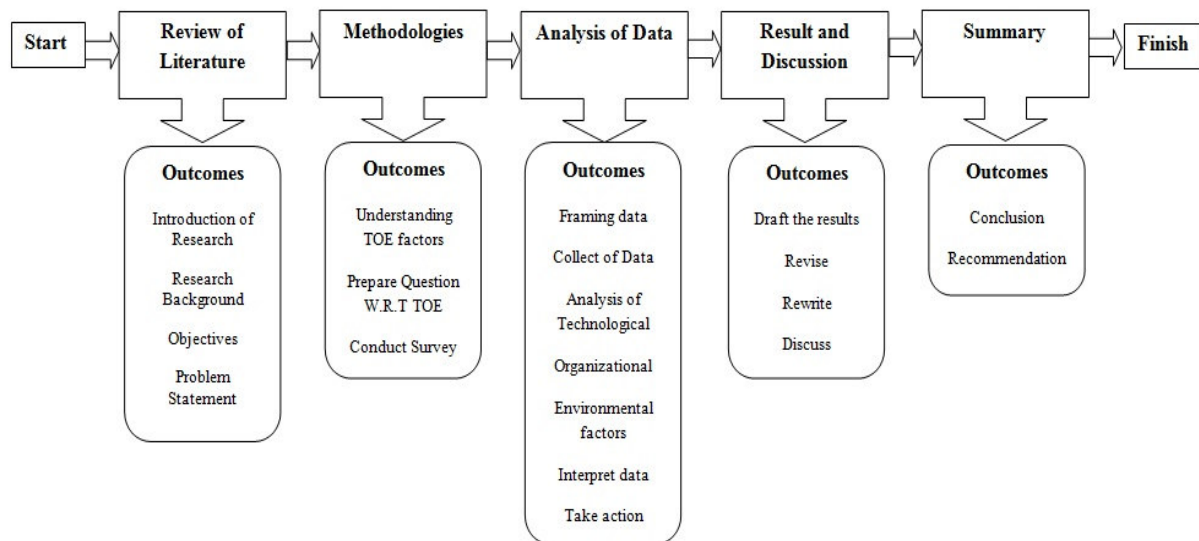 Start
Review of
Literature
Methodologies
Analysis of Data
Result and
Discussion
Summary
Finish
Outcomes
Introduction of
Research
Research
Background
Objectives
Problem
Statement
Outcomes
Understanding
TOE factors
Prepare Question
W.R.T TOE
Conduct Survey
Outcomes
Framing data
Collect of Data
Analysis of
Technological
Organizational
Environmental
factors
Interpret data
Take action
Outcomes
Draft the results
Revise
Rewrite
Discuss
Outcomes
Conclusion
Recommendation